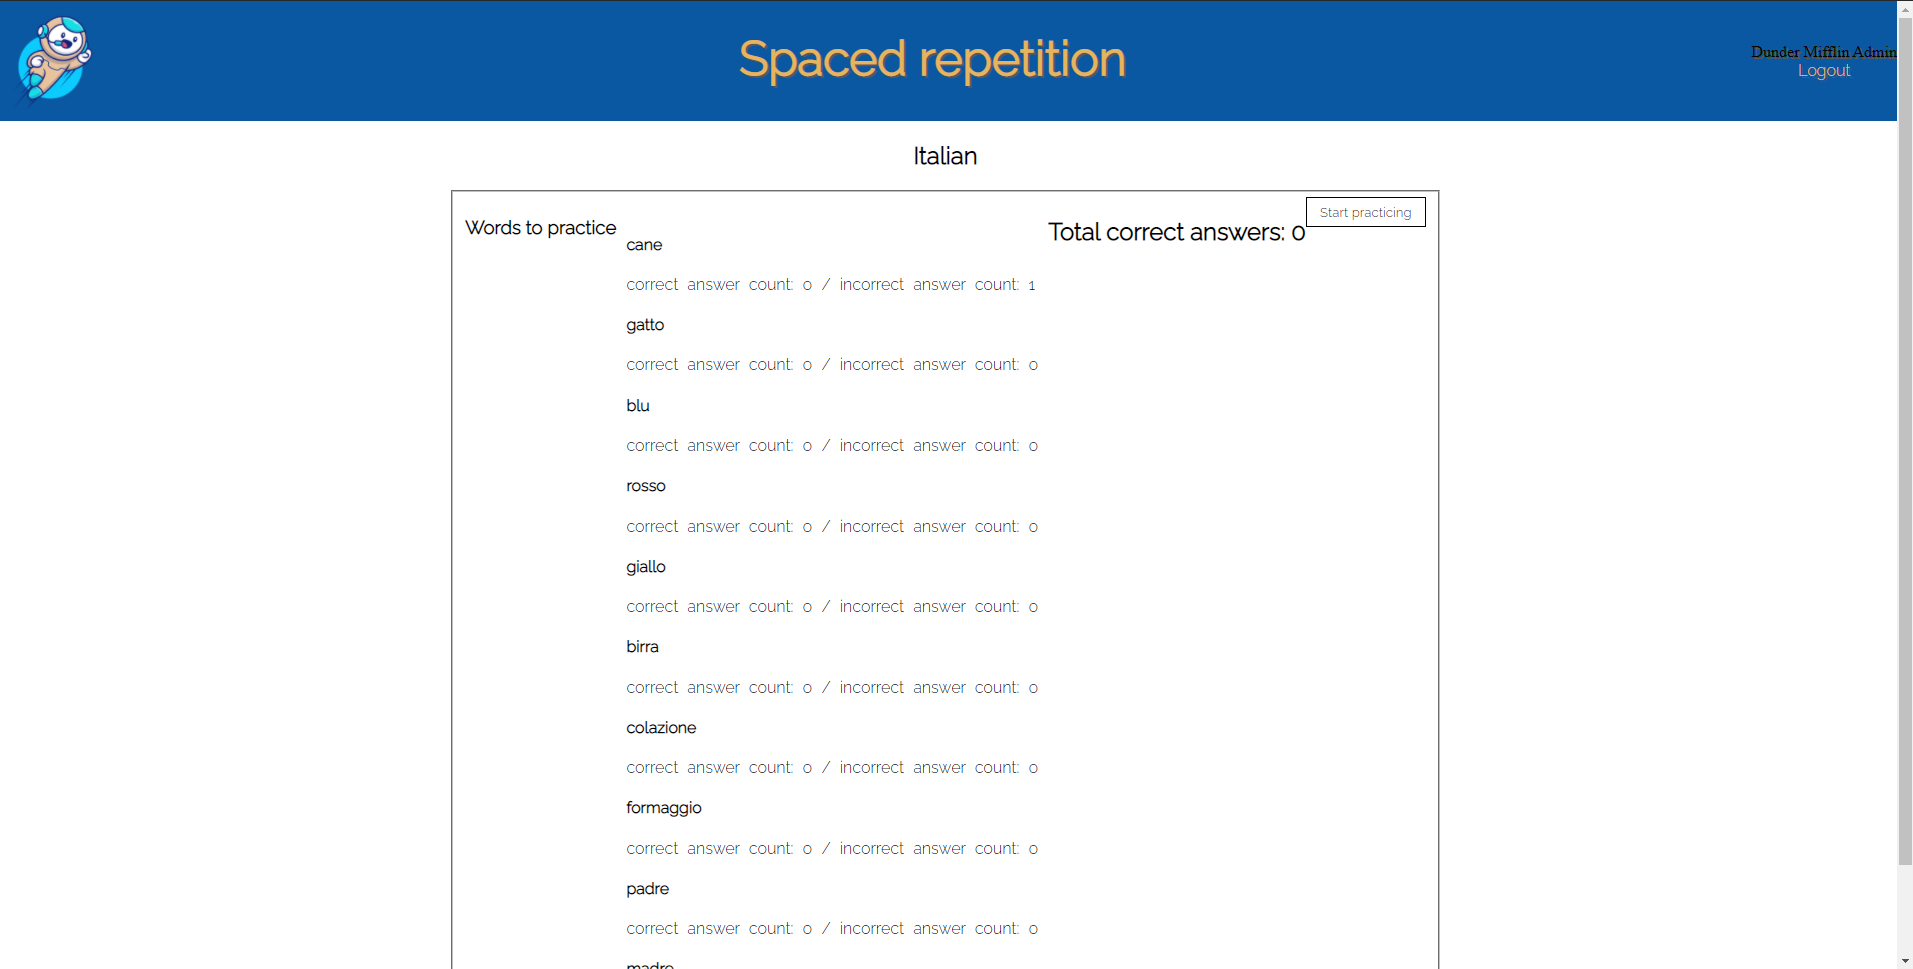 Spaced repetition
Dunder Mifflin Admin
Logout
Italian
Words to practice
Total correct answers: 0
Start practicing
cane
correct answer count: 0 / incorrect answer count: 1
gatto
correct answer count: 0 / incorrect answer count: 0
blu
correct answer count: 0 / incorrect answer count: 0
rosso
correct answer count: 0 / incorrect answer count: 0
giallo
correct answer count: 0 / incorrect answer count: 0
birra
correct answer count: 0 / incorrect answer count: 0
colazione
correct answer count: 0 / incorrect answer count: 0
formaggio
correct answer count: 0 / incorrect answer count: 0
padre
correct answer count: 0 / incorrect answer count: 0
madre